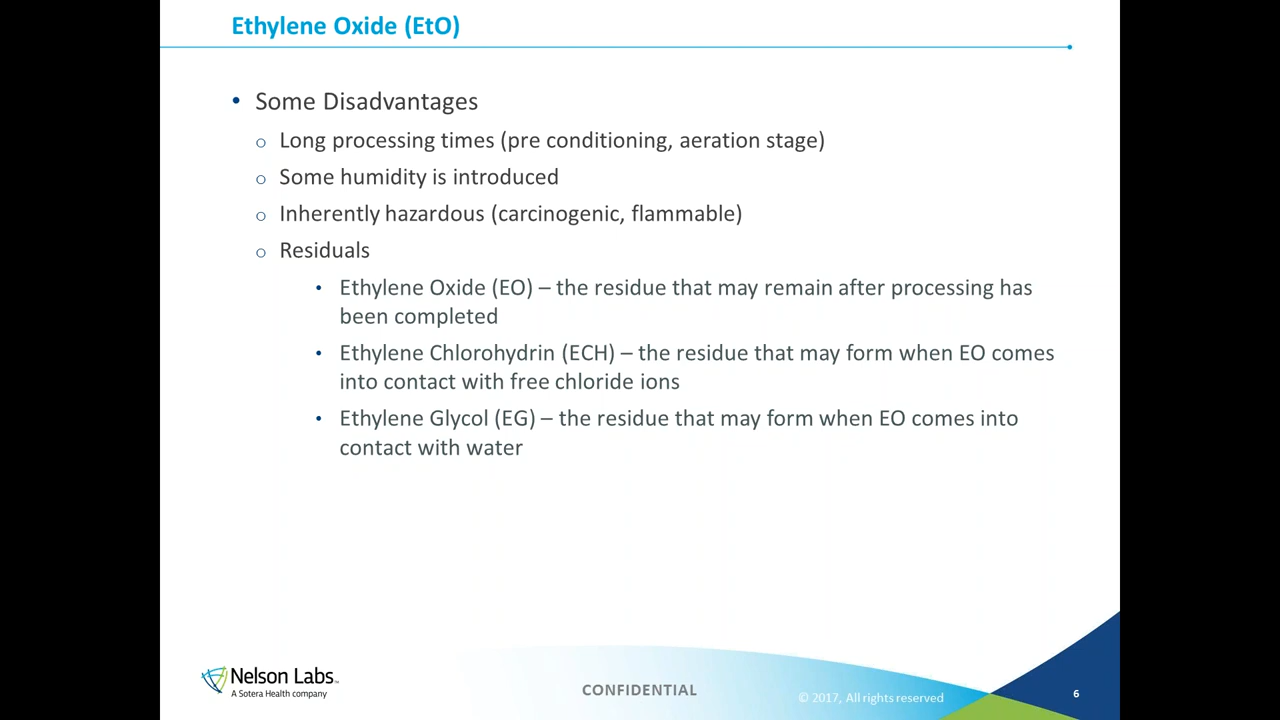 Ethylene Oxide (EtO)
• Some Disadvantages
o Long processing times (pre conditioning, aeration stage)
o Some humidity is introduced
o Inherently hazardous (carcinogenic, flammable)
o Residuals
• Ethylene Oxide (EO) – the residue that may remain after processing has
been completed
• Ethylene Chlorohydrin (ECH) – the residue that may form when EO comes
into contact with free chloride ions
• Ethylene Glycol (EG) – the residue that may form when EO comes into
contact with water
Nelson Labs™
A Sotera Health company
CONFIDENTIAL
© 2017, All rights reserved
6